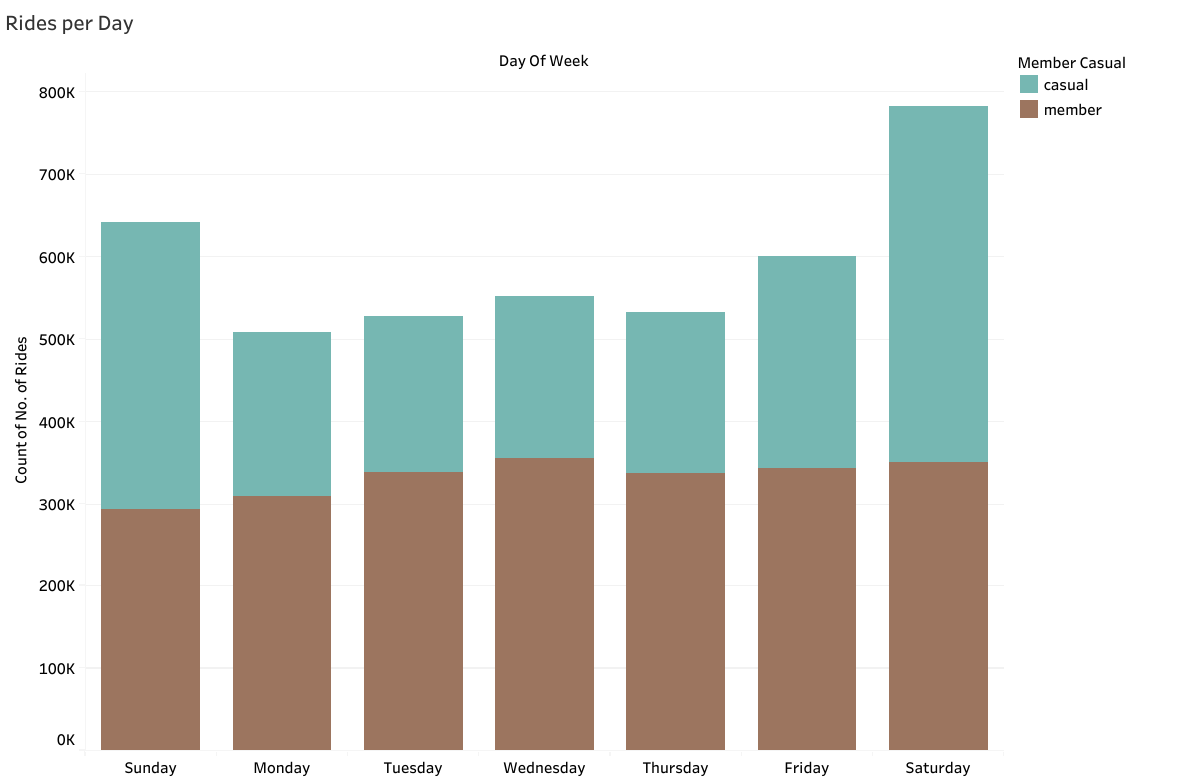 Rides per Day
Day Of Week
Member Casual
casual
member
800K
700K
600K
500K
400K
300K
200K
100K
0K
Count of No. of Rides
Sunday Monday Tuesday Wednesday Thursday Friday Saturday